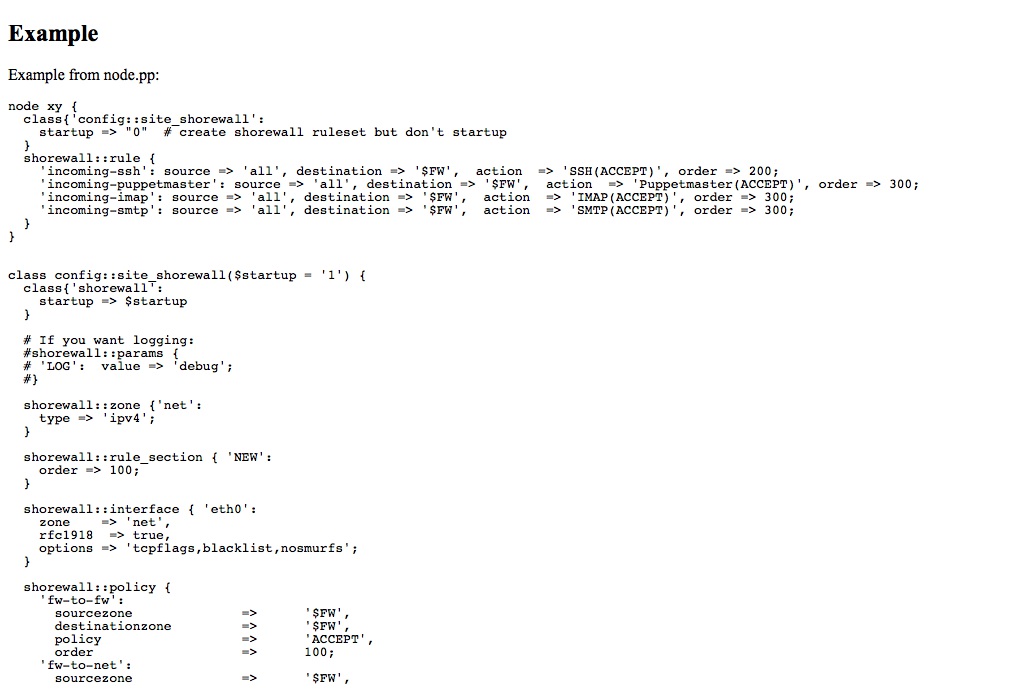 Example
Example from node.pp:
node xy {
  class{'config::site_shorewall':
    startup => "0"  # create shorewall ruleset but don't startup
  }
  shorewall::rule {
    'incoming-ssh': source => 'all', destination => '$FW',  action  => 'SSH(ACCEPT)', order => 200;
    'incoming-puppetmaster': source => 'all', destination => '$FW',  action  => 'Puppetmaster(ACCEPT)', order => 300;
    'incoming-imap': source => 'all', destination => '$FW',  action  => 'IMAP(ACCEPT)', order => 300;
    'incoming-smtp': source => 'all', destination => '$FW',  action  => 'SMTP(ACCEPT)', order => 300;
  }
}
class config::site_shorewall($startup = '1') {
  class{'shorewall':
    startup => $startup
  }
  # If you want logging:
  #shorewall::params {
  # 'LOG':  value => 'debug';
  #}
  shorewall::zone {'net':
    type => 'ipv4';
  }
  shorewall::rule_section { 'NEW':
    order => 100;
  }
  shorewall::interface { 'eth0':
    zone    => 'net',
    rfc1918  => true,
    options => 'tcpflags,blacklist,nosmurfs';
  }
  shorewall::policy {
    'fw-to-fw':
      sourcezone              =>      '$FW',
      destinationzone         =>      '$FW',
      policy                  =>      'ACCEPT',
      order                   =>      100;
    'fw-to-net':
      sourcezone              =>      '$FW',